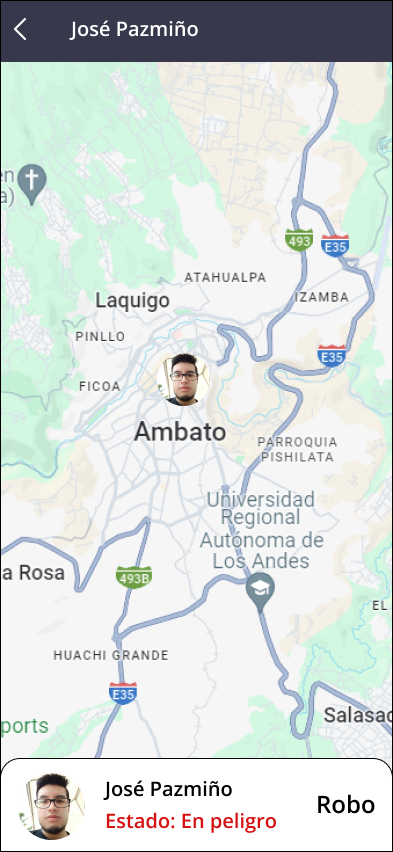 José Pazmiño
en
a)
493
E35
ATAHUALPA
Laquigo
IZAMBA
PINLLO
E35
FICOA
Ambato
PARROQUIA
PISHILATA
Universidad
Regional
Autónoma de
Los Andes
a Rosa
493B
EL
HUACHI GRANDE
E35
Salasac
ports
José Pazmiño
Estado: En peligro
Robo